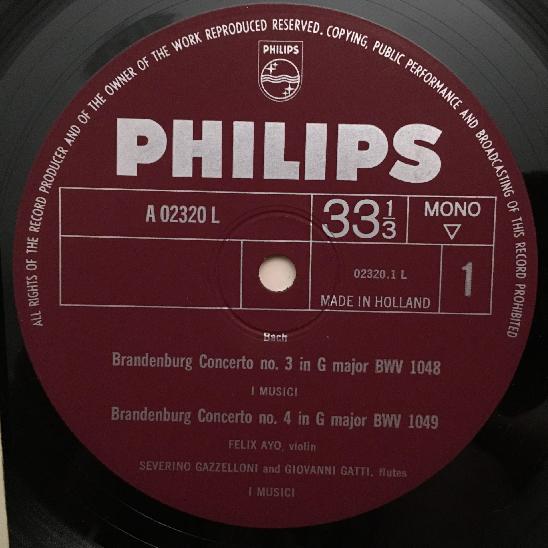 ALL RIGHTS OF THE RECORD PRODUCER AND OF THE OWNER OF THE WORK REPRODUCED RESERVED. COPYING, PUBLIC PERFORMANCE AND BROADCASTING OF THIS RECORD PROHIBITED
PHILIPS
PHILIPS
A 02320 L
33 1/3
MONO
▽
02320.1 L
MADE IN HOLLAND
1
Bach
Brandenburg Concerto no. 3 in G major BWV 1048
I MUSICI
Brandenburg Concerto no. 4 in G major BWV 1049
FELIX AYO, violin
SEVERINO GAZZELLONI and GIOVANNI GATTI, flutes
I MUSICI